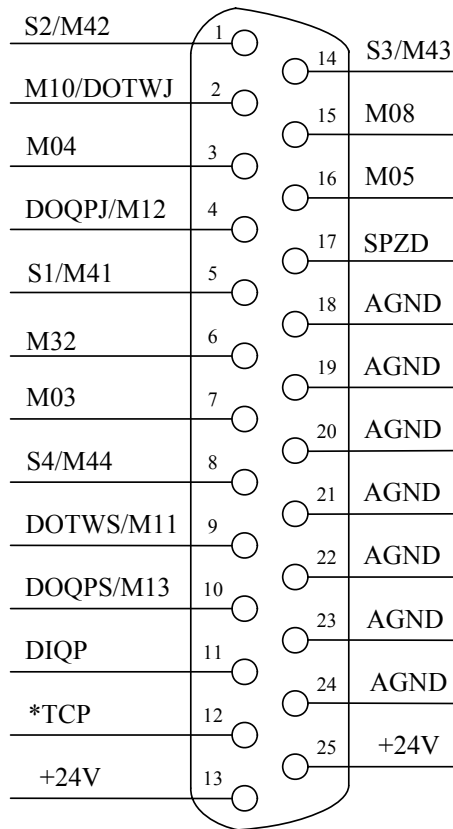 S2/M42 1
14 S3/M43
M10/DOTWJ 2
15 M08
M04 3
16 M05
DOQPJ/M12 4
17 SPZD
S1/M41 5
18 AGND
M32 6
19 AGND
M03 7
20 AGND
S4/M44 8
21 AGND
DOTWS/M11 9
22 AGND
DOQPS/M13 10
23 AGND
DIQP 11
24 AGND
*TCP 12
25 +24V
+24V 13